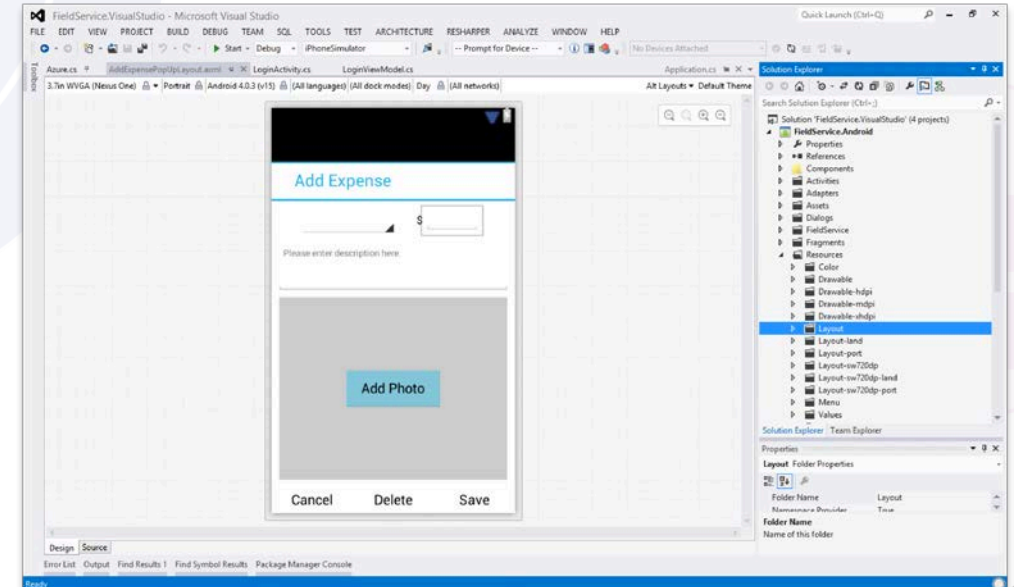 FieldService.VisualStudio - Microsoft Visual Studio
Quick Launch (Ctrl+Q)
FILE EDIT VIEW PROJECT BUILD DEBUG TEAM SQL TOOLS TEST ARCHITECTURE RESHARPER ANALYZE WINDOW HELP
Start - Debug iPhoneSimulator -- Prompt for Device -- No Devices Attached
Toolbox
Azure.cs AddExpensePopUpLayout.axml LoginActivity.cs LoginViewModel.cs Application.cs
3.7in WVGA (Nexus One) Portrait Android 4.0.3 (v15) (All languages) (All dock modes) Day (All networks) Alt Layouts Default Theme
Add Expense
$
Please enter description here
Add Photo
Cancel Delete Save
Design Source
Error List Output Find Results 1 Find Symbol Results Package Manager Console
Ready
Solution Explorer
Search Solution Explorer (Ctrl+;)
Solution 'FieldService.VisualStudio' (4 projects)
FieldService.Android
Properties
References
Components
Activities
Adapters
Assets
Dialogs
FieldService
Fragments
Resources
Color
Drawable
Drawable-hdpi
Drawable-mdpi
Drawable-xhdpi
Layout
Layout-land
Layout-port
Layout-sw720dp
Layout-sw720dp-land
Layout-sw720dp-port
Menu
Values
Solution Explorer Team Explorer
Properties
Layout Folder Properties
Folder Name Layout
Namespace Provider True
Folder Name
Name of this folder